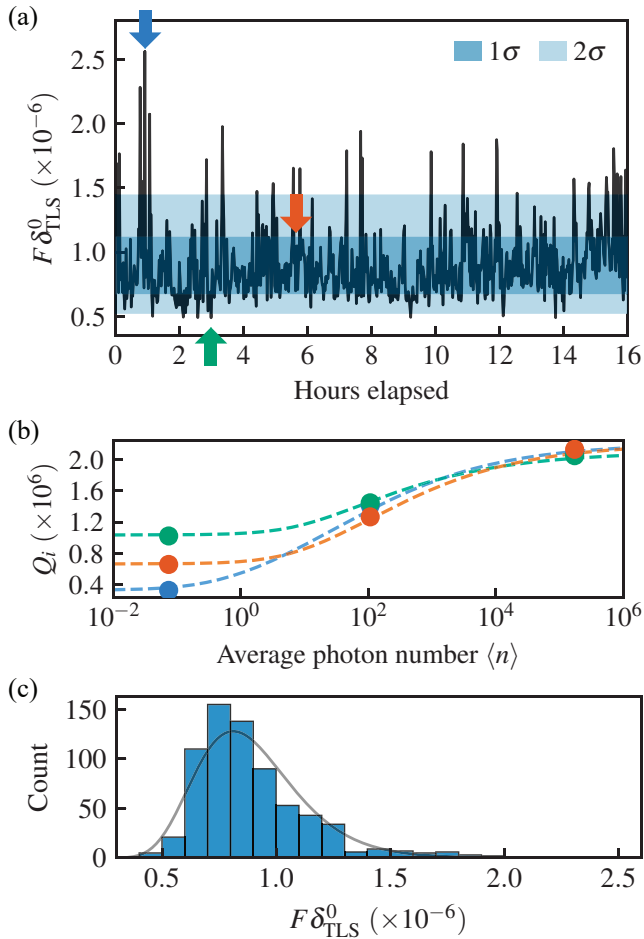 (a)
1σ 2σ
2.5
2.0
1.5
1.0
0.5
Fδ⁰_TLS (×10⁻⁶)
0 2 4 6 8 10 12 14 16
Hours elapsed
(b)
2.0
1.6
1.2
0.8
0.4
Q_i (×10⁶)
10⁻² 10⁰ 10² 10⁴ 10⁶
Average photon number ⟨n⟩
(c)
150
100
50
0
Count
0.5 1.0 1.5 2.0 2.5
Fδ⁰_TLS (×10⁻⁶)